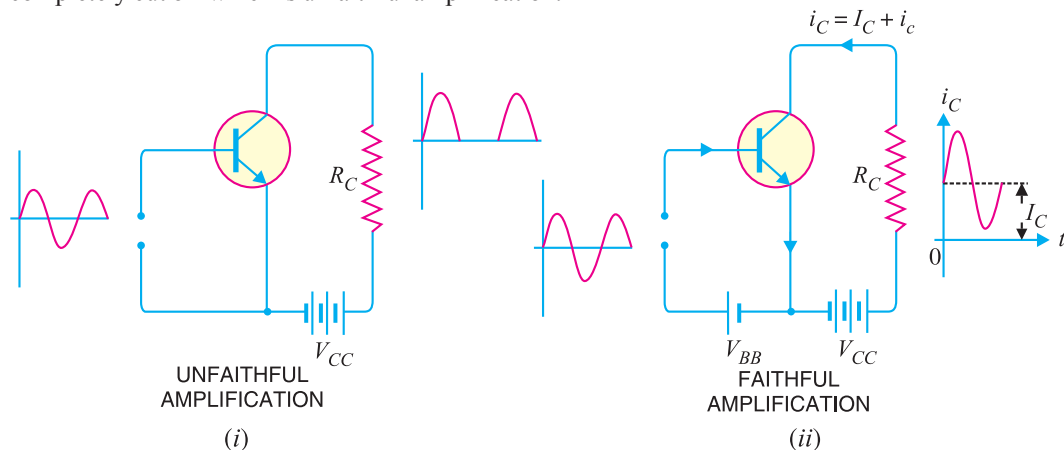 i_C = I_C + i_c
R_C
V_CC
UNFAITHFUL
AMPLIFICATION
(i)
R_C
i_C
I_C
0
t
V_BB
V_CC
FAITHFUL
AMPLIFICATION
(ii)